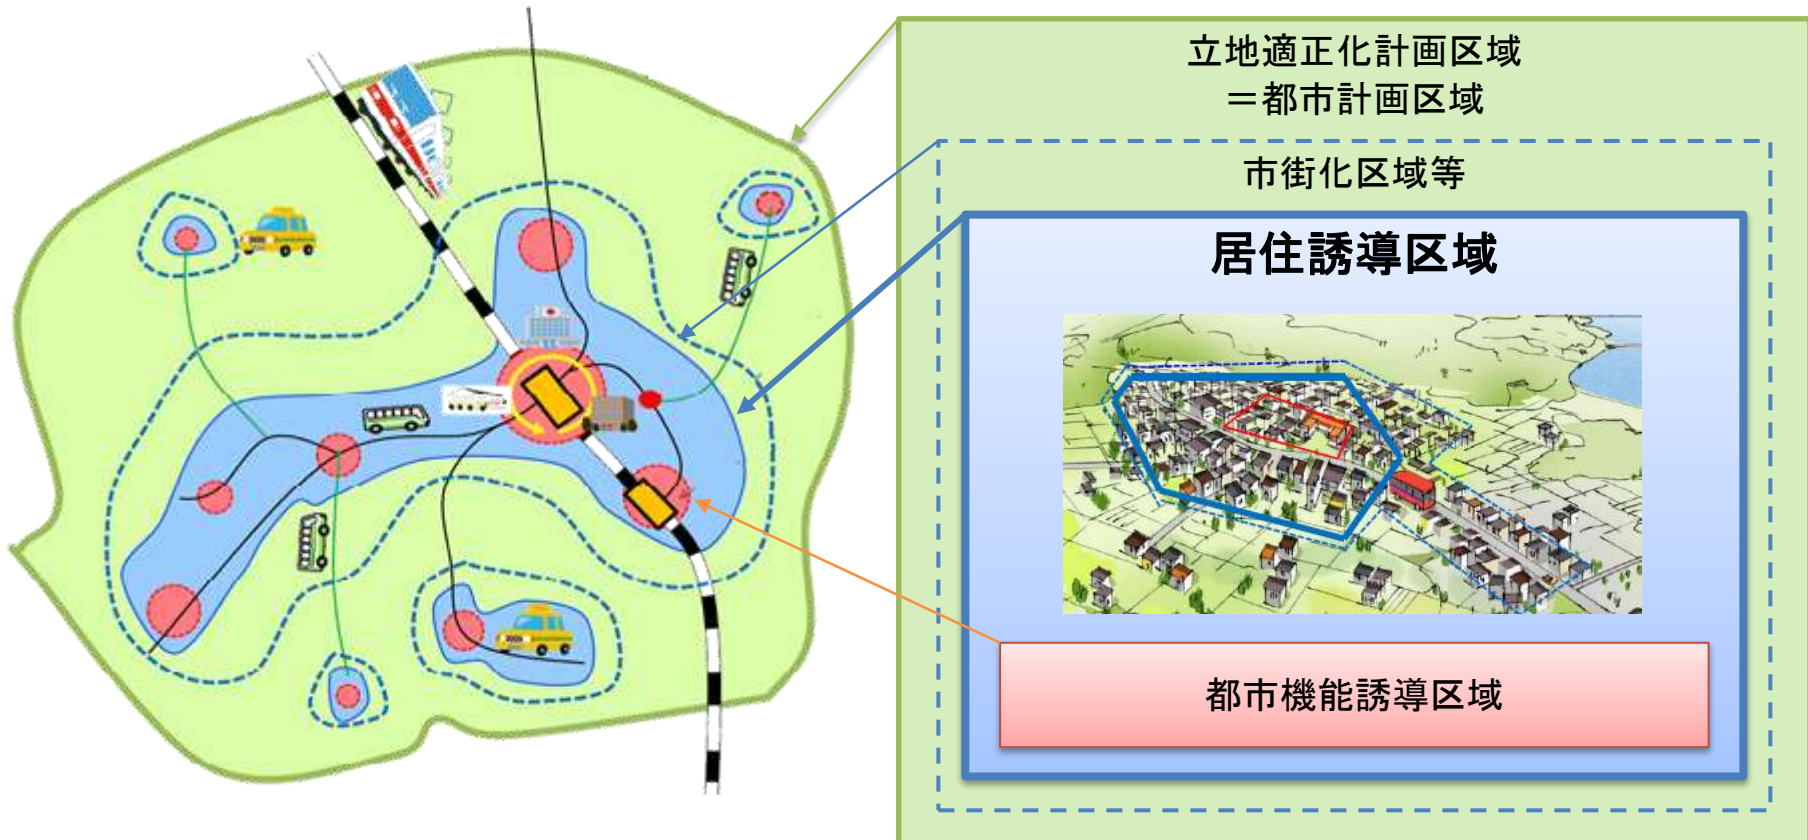 立地適正化計画区域
＝都市計画区域
市街化区域等
居住誘導区域
都市機能誘導区域